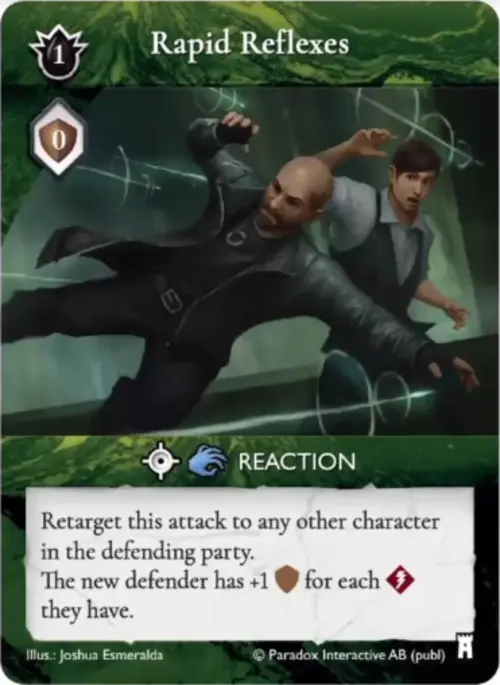 1
Rapid Reflexes
0
REACTION
Retarget this attack to any other character
in the defending party.
The new defender has +1 for each
they have.
Illus.: Joshua Esmeralda
© Paradox Interactive AB (publ)